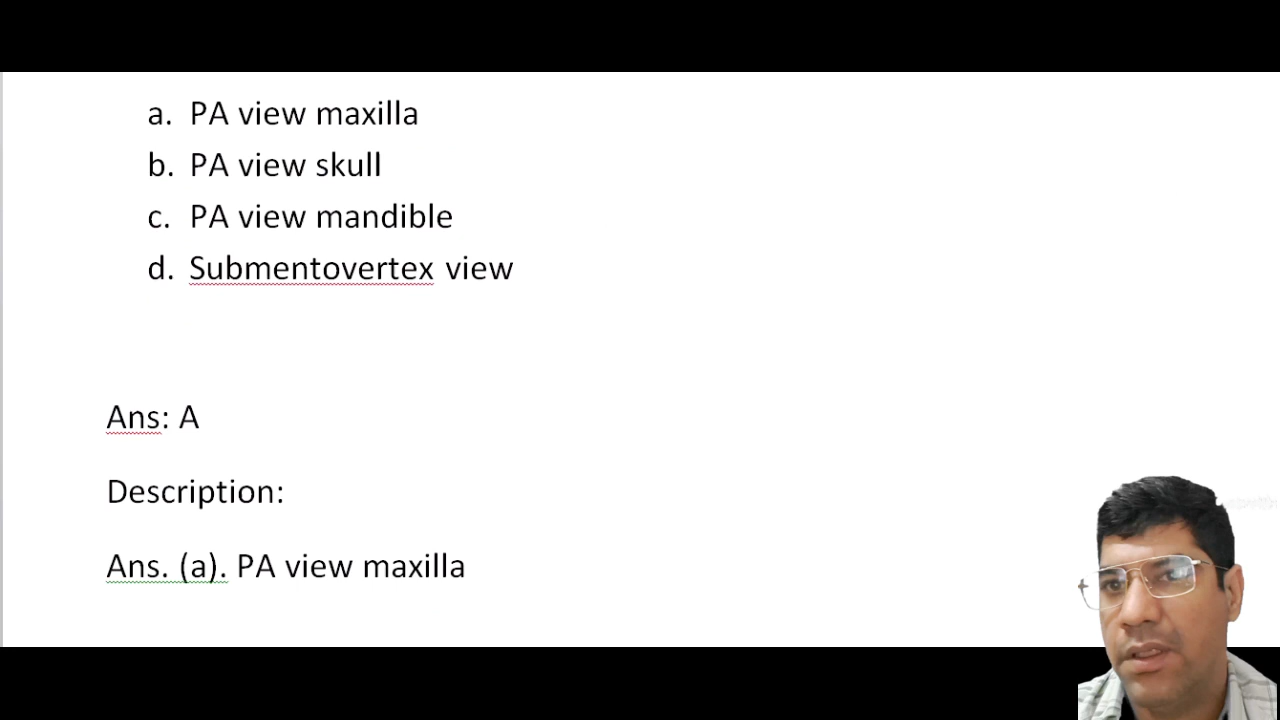 a. PA view maxilla
b. PA view skull
c. PA view mandible
d. Submentovertex view
Ans: A
Description:
Ans. (a). PA view maxilla